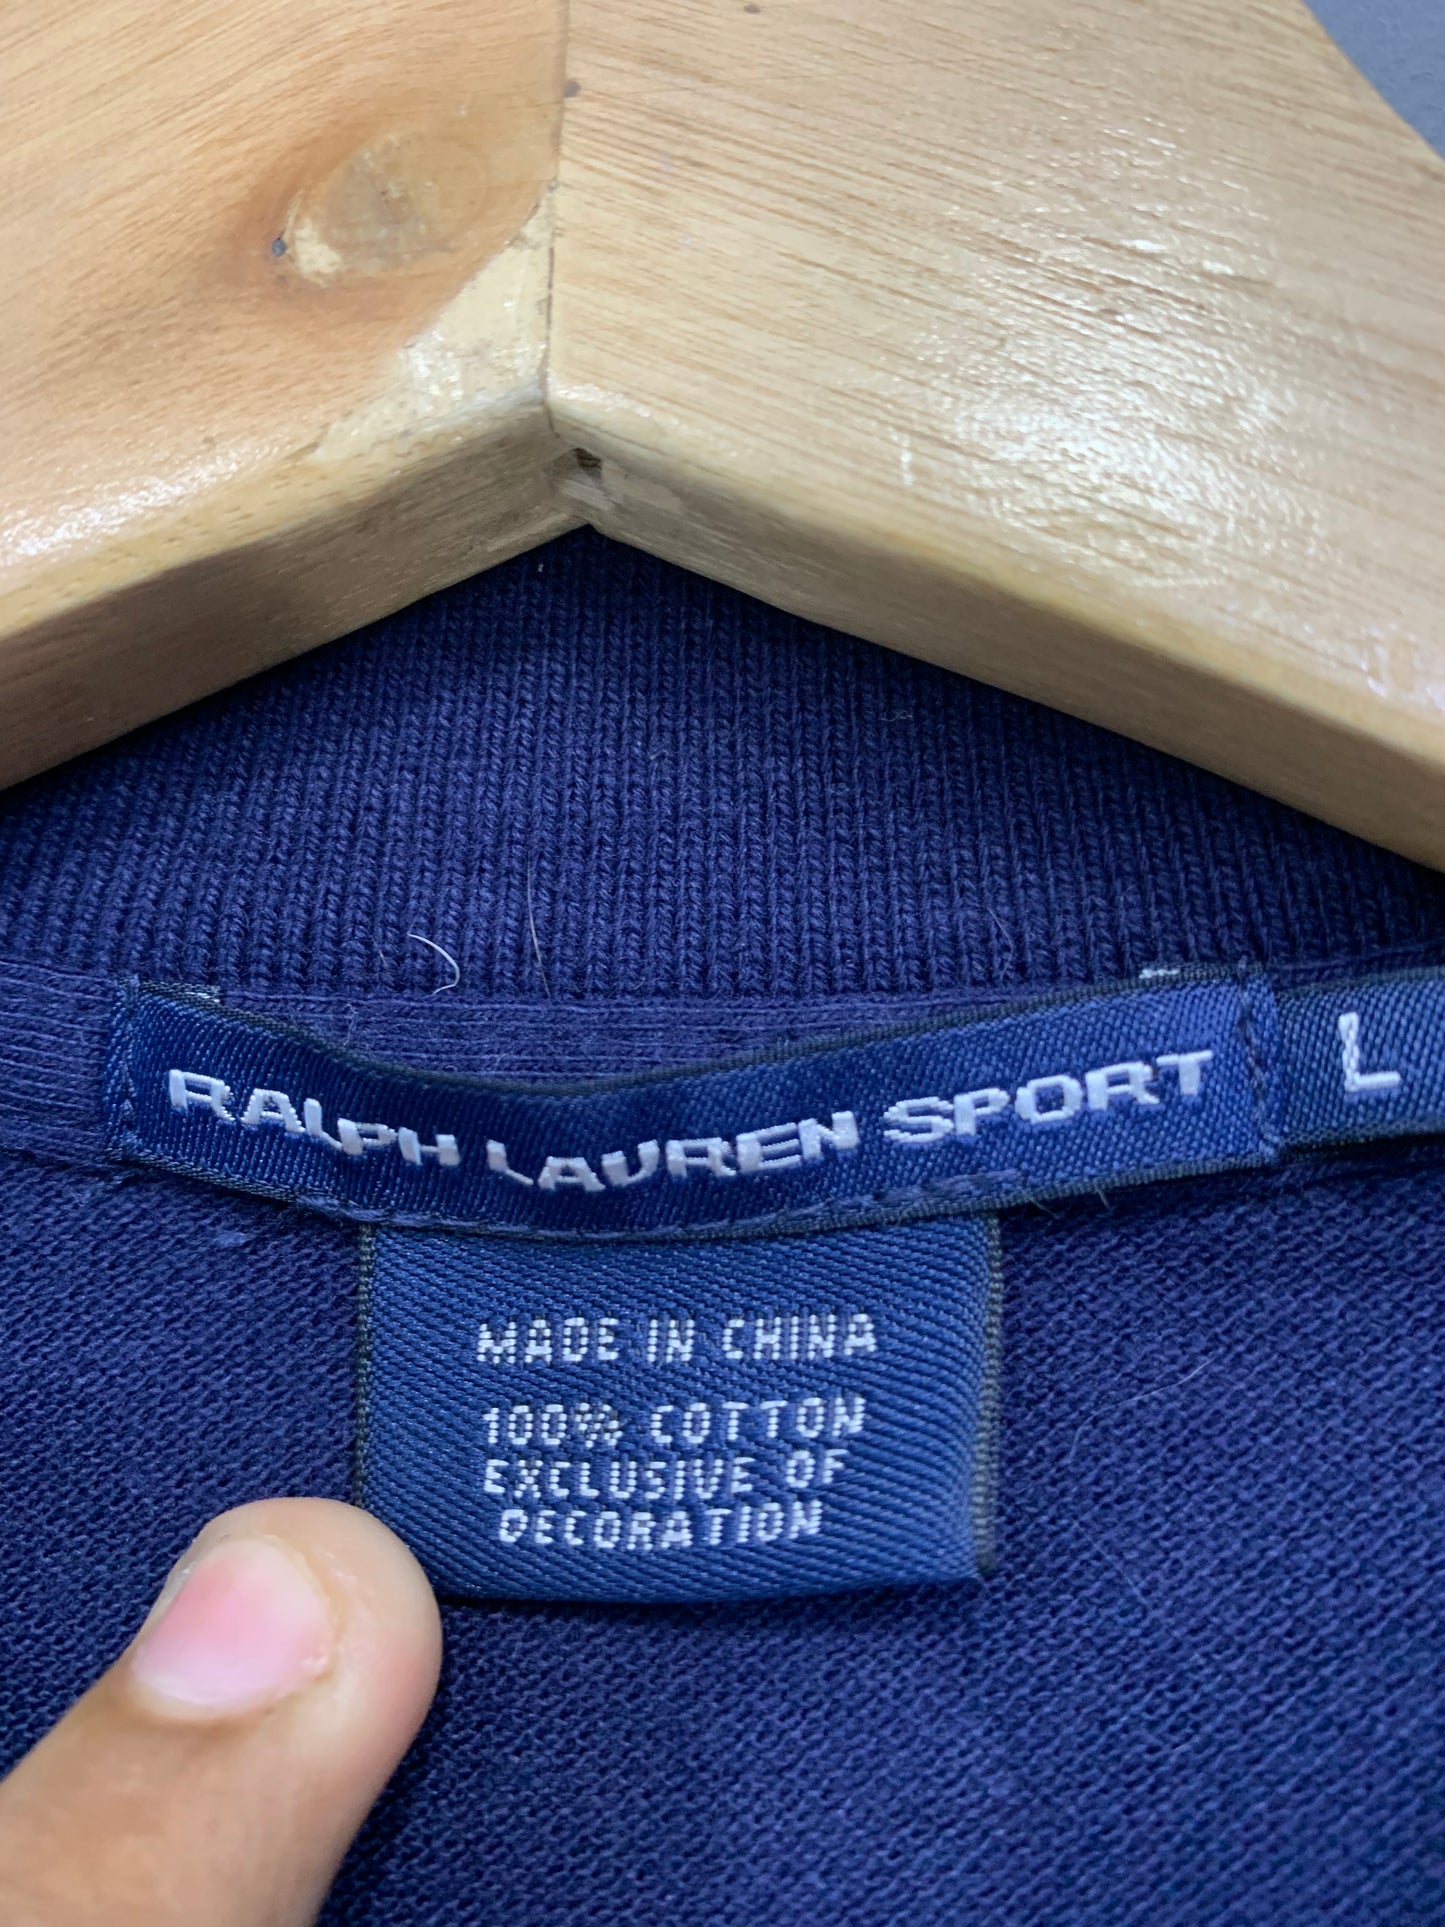 RALPH LAUREN SPORT
L
MADE IN CHINA
100% COTTON
EXCLUSIVE OF
DECORATION